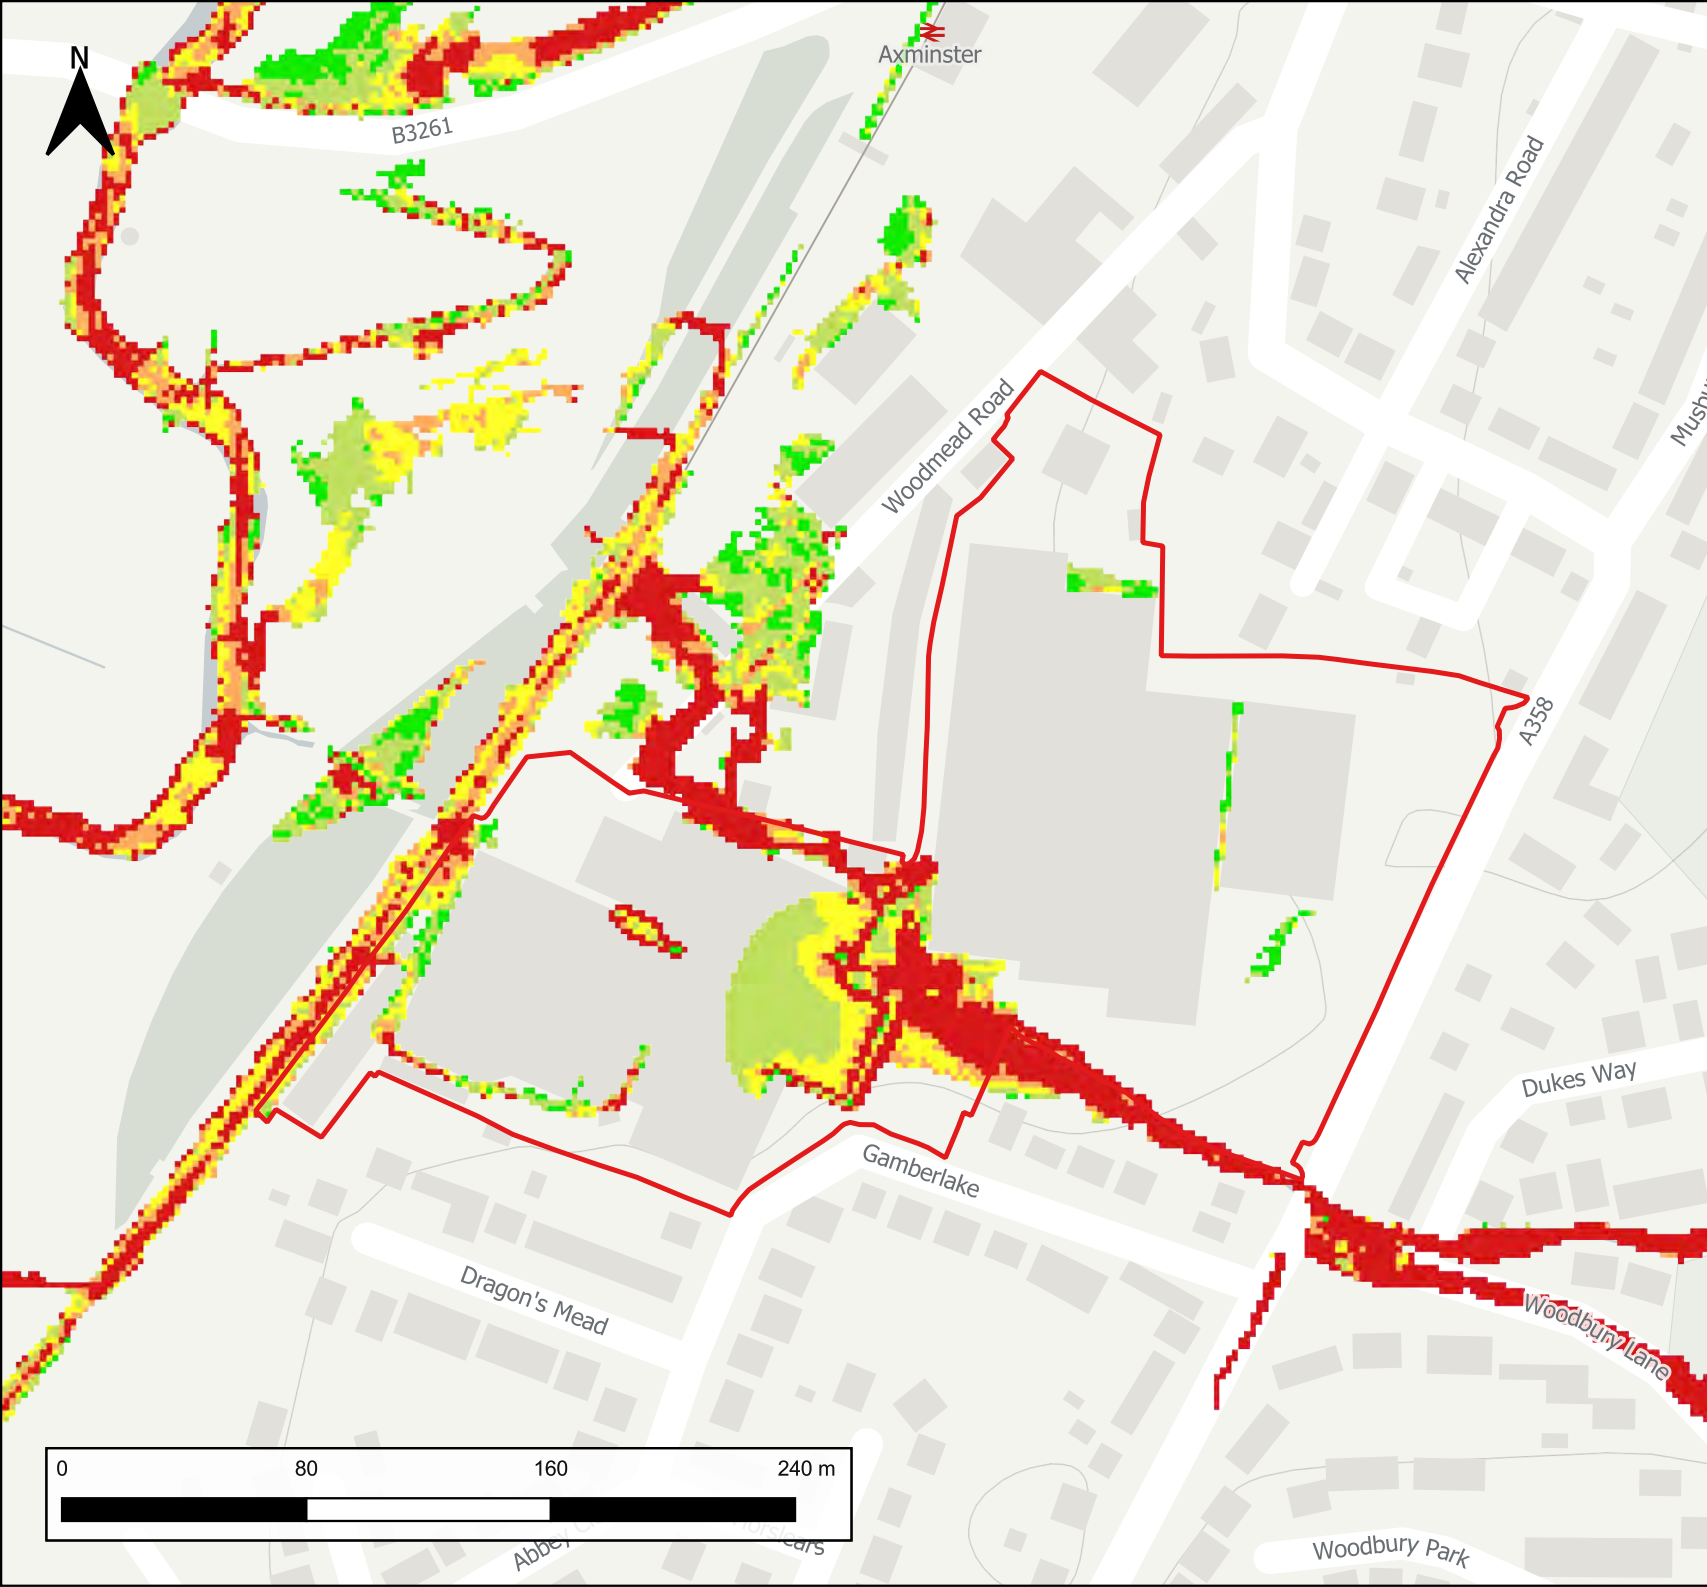 N
Axminster
B3261
Alexandra Road
Woodmead Road
A358
Dukes Way
Gamberlake
Dragon's Mead
Woodbury Lane
0 80 160 240 m
Abbey
Woodbury Park